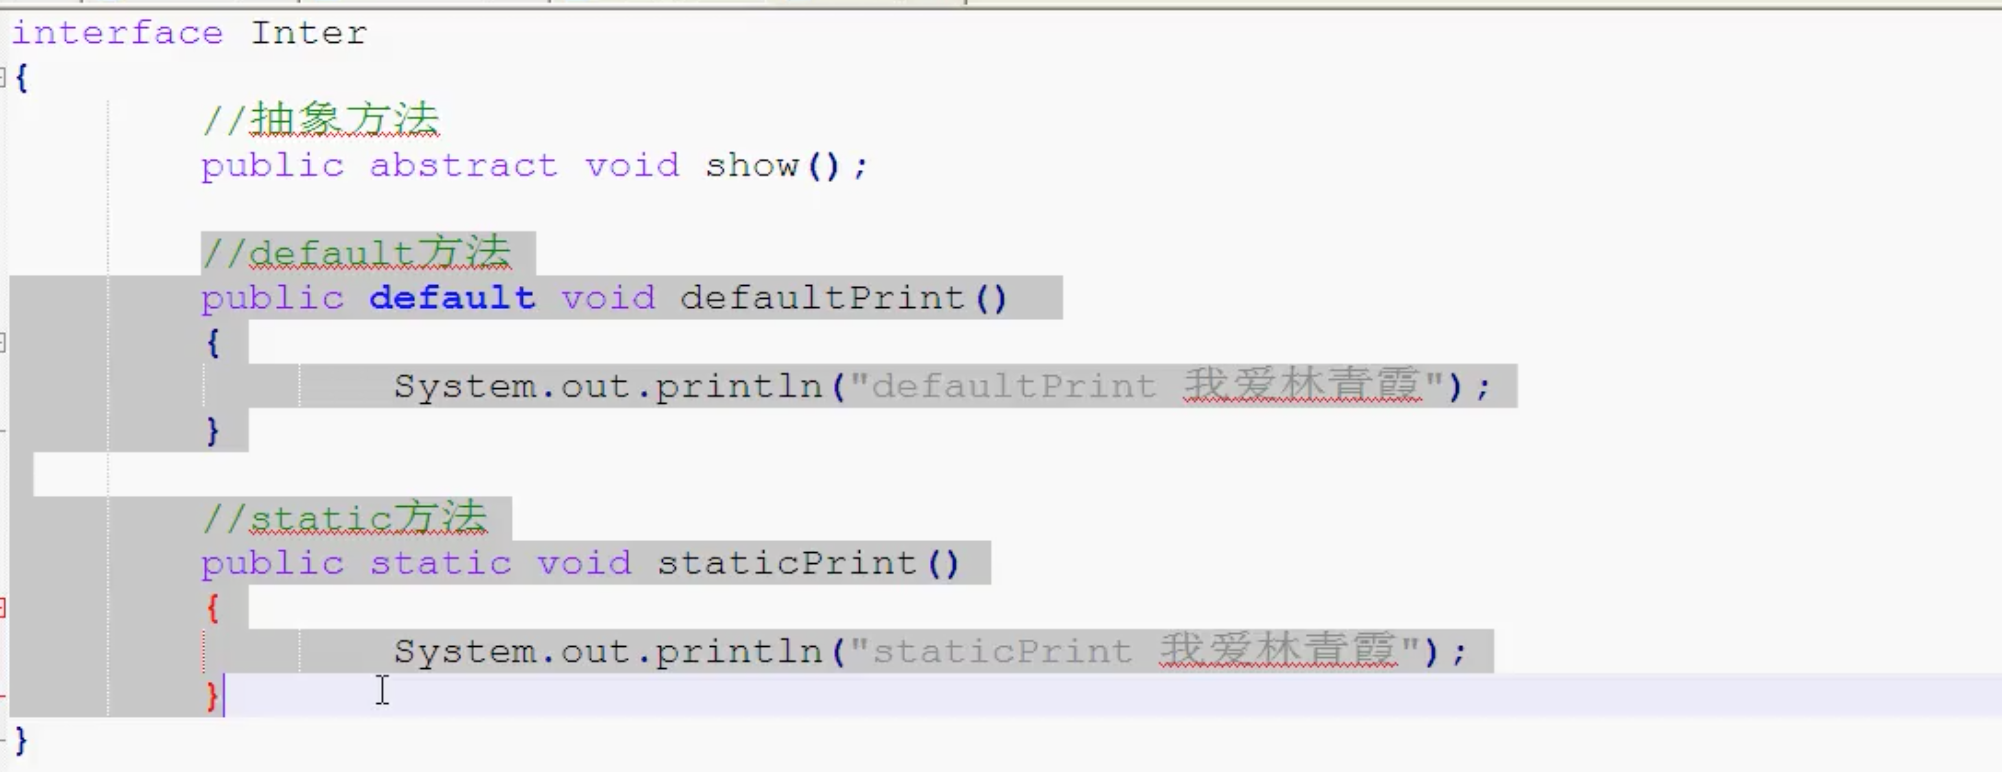 interface Inter
{
//抽象方法
public abstract void show();
//default方法
public default void defaultPrint()
{
System.out.println("defaultPrint 我爱林青霞");
}
//static方法
public static void staticPrint()
{
System.out.println("staticPrint 我爱林青霞");
}
}